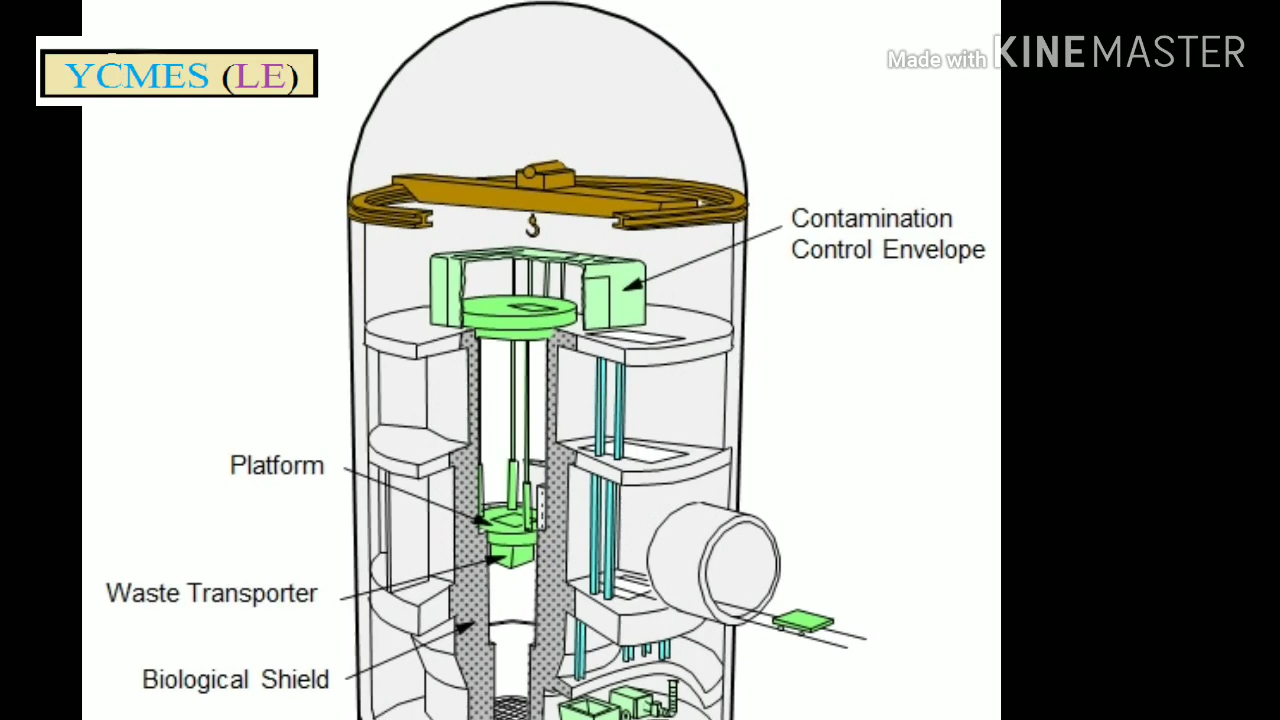 YCMES (LE)
Made with KINEMASTER
Contamination
Control Envelope
Platform
Waste Transporter
Biological Shield